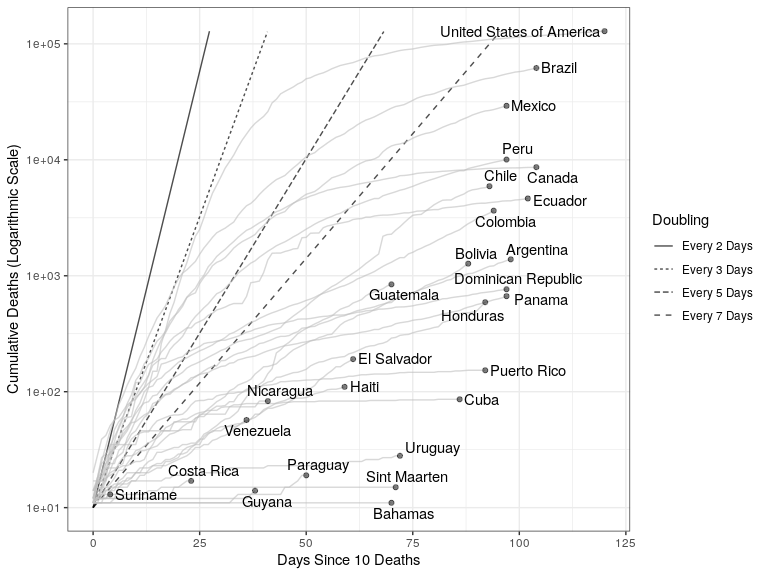 Cumulative Deaths (Logarithmic Scale)
1e+05
1e+04
1e+03
1e+02
1e+01
United States of America
Brazil
Mexico
Peru
Chile
Canada
Ecuador
Colombia
Bolivia
Argentina
Dominican Republic
Guatemala
Panama
Honduras
El Salvador
Puerto Rico
Haiti
Nicaragua
Cuba
Venezuela
Uruguay
Costa Rica
Paraguay
Sint Maarten
Suriname
Guyana
Bahamas
0
25
50
75
100
125
Days Since 10 Deaths
Doubling
Every 2 Days
Every 3 Days
Every 5 Days
Every 7 Days